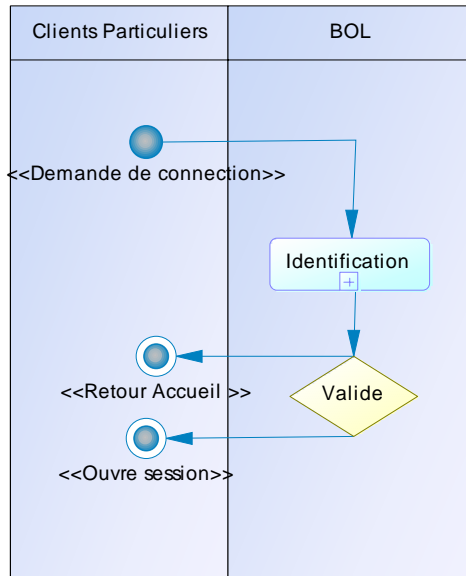 Clients Particuliers
BOL
<<Demande de connection>>
Identification
<<Retour Accueil >>
Valide
<<Ouvre session>>